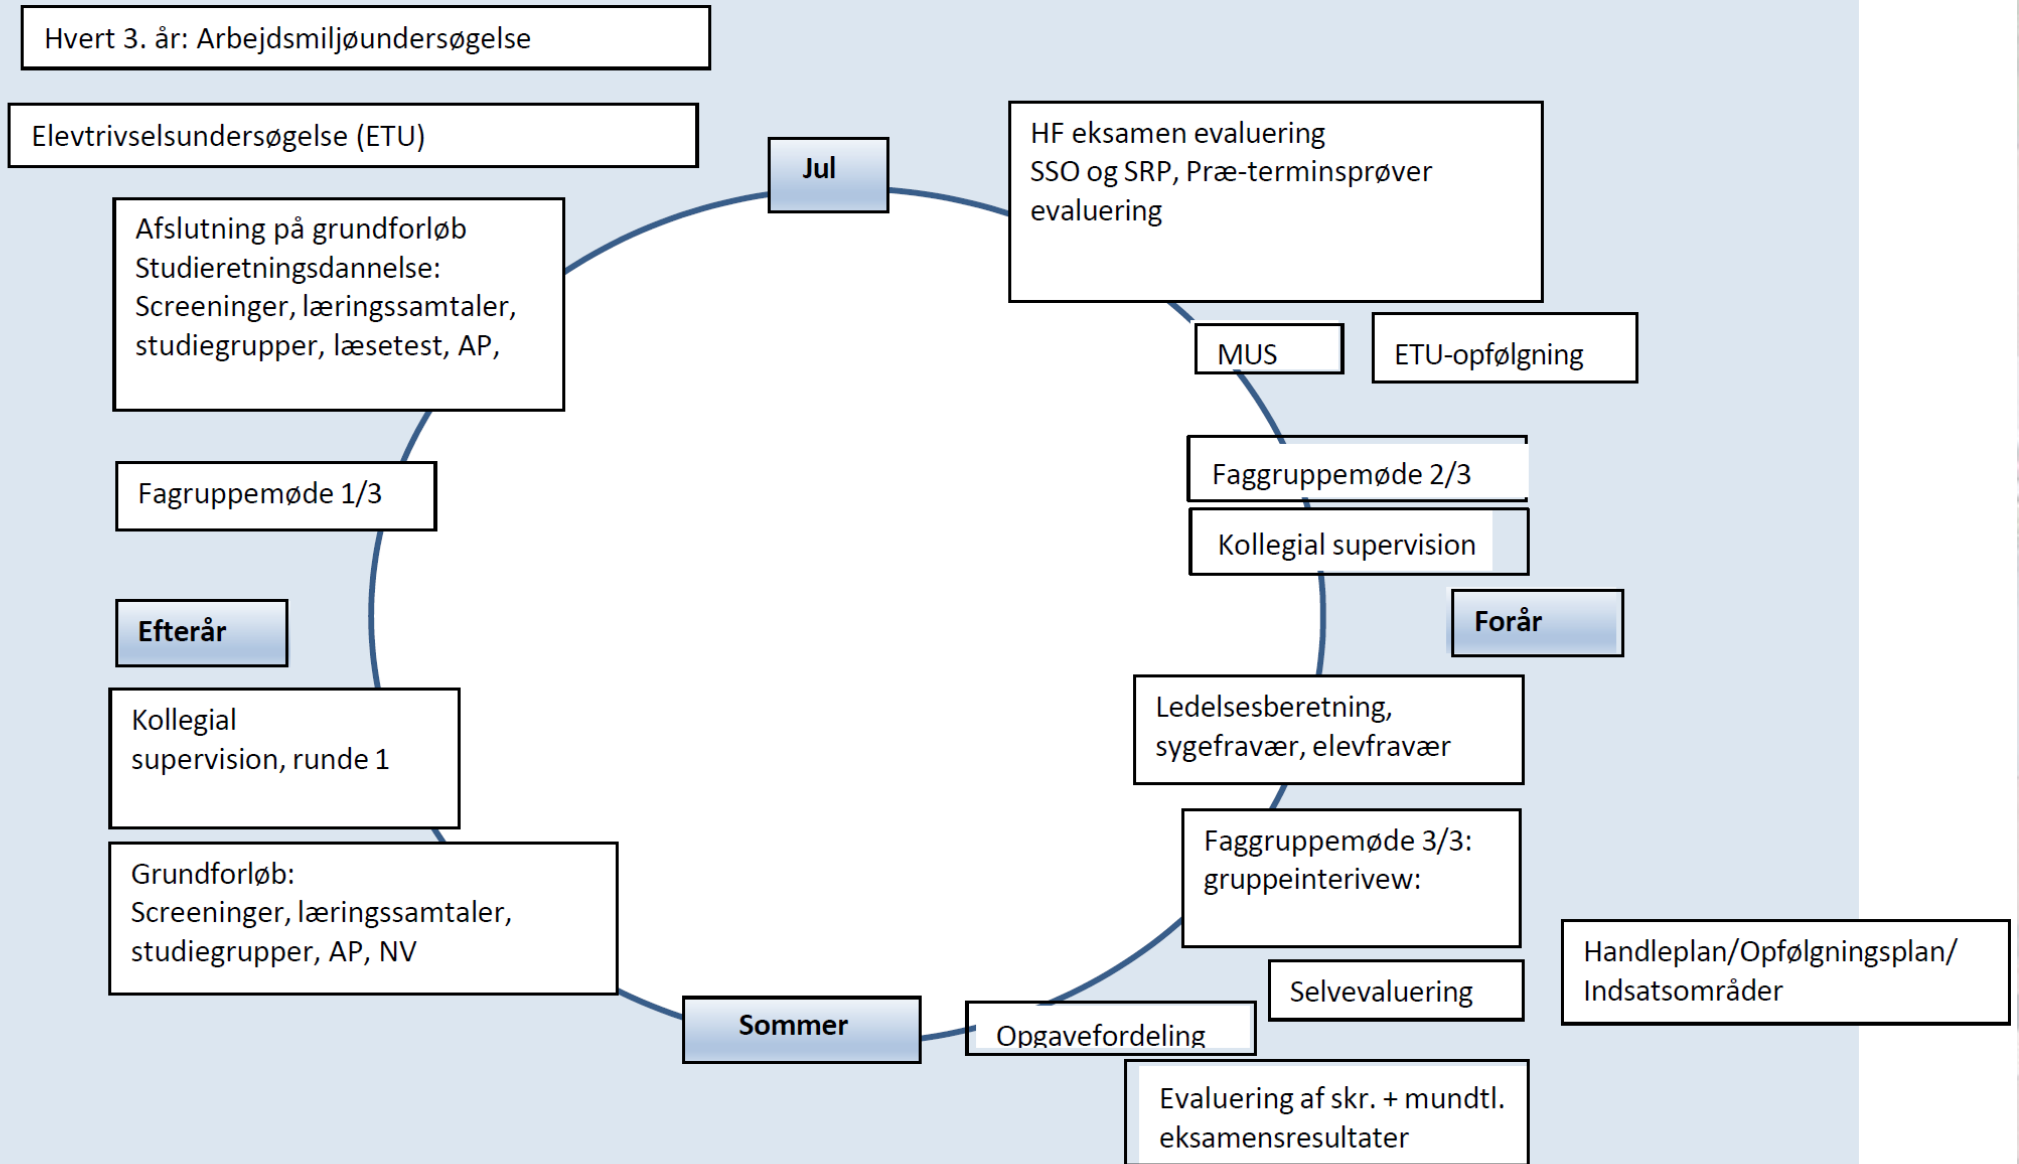 Hvert 3. år: Arbejdsmiljøundersøgelse
Elevtrivselsundersøgelse (ETU)
Jul
HF eksamen evaluering
SSO og SRP, Præ-terminsprøver
evaluering
Afslutning på grundforløb
Studieretningsdannelse:
Screeninger, læringssamtaler,
studiegrupper, læsetest, AP,
MUS
ETU-opfølgning
Fagruppemøde 1/3
Faggruppemøde 2/3
Kollegial supervision
Efterår
Forår
Kollegial
supervision, runde 1
Ledelsesberetning,
sygefravær, elevfravær
Grundforløb:
Screeninger, læringssamtaler,
studiegrupper, AP, NV
Faggruppemøde 3/3:
gruppeinterivew:
Handleplan/Opfølgningsplan/
Indsatsområder
Selvevaluering
Sommer
Opgavefordeling
Evaluering af skr. + mundtl.
eksamensresultater